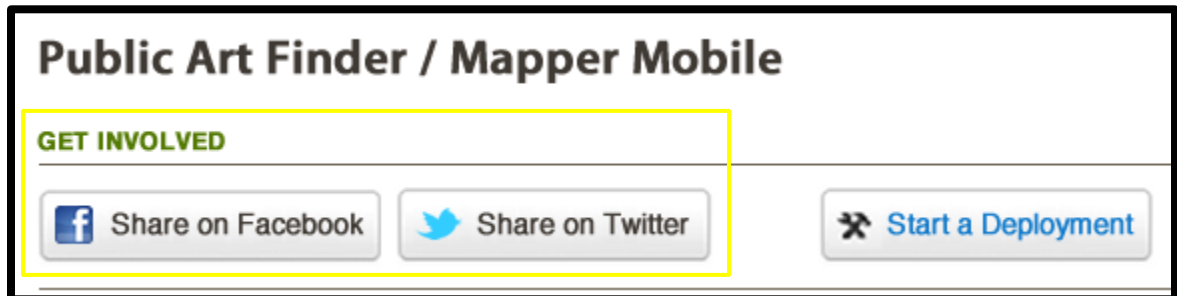 Public Art Finder / Mapper Mobile
GET INVOLVED
Share on Facebook Share on Twitter Start a Deployment